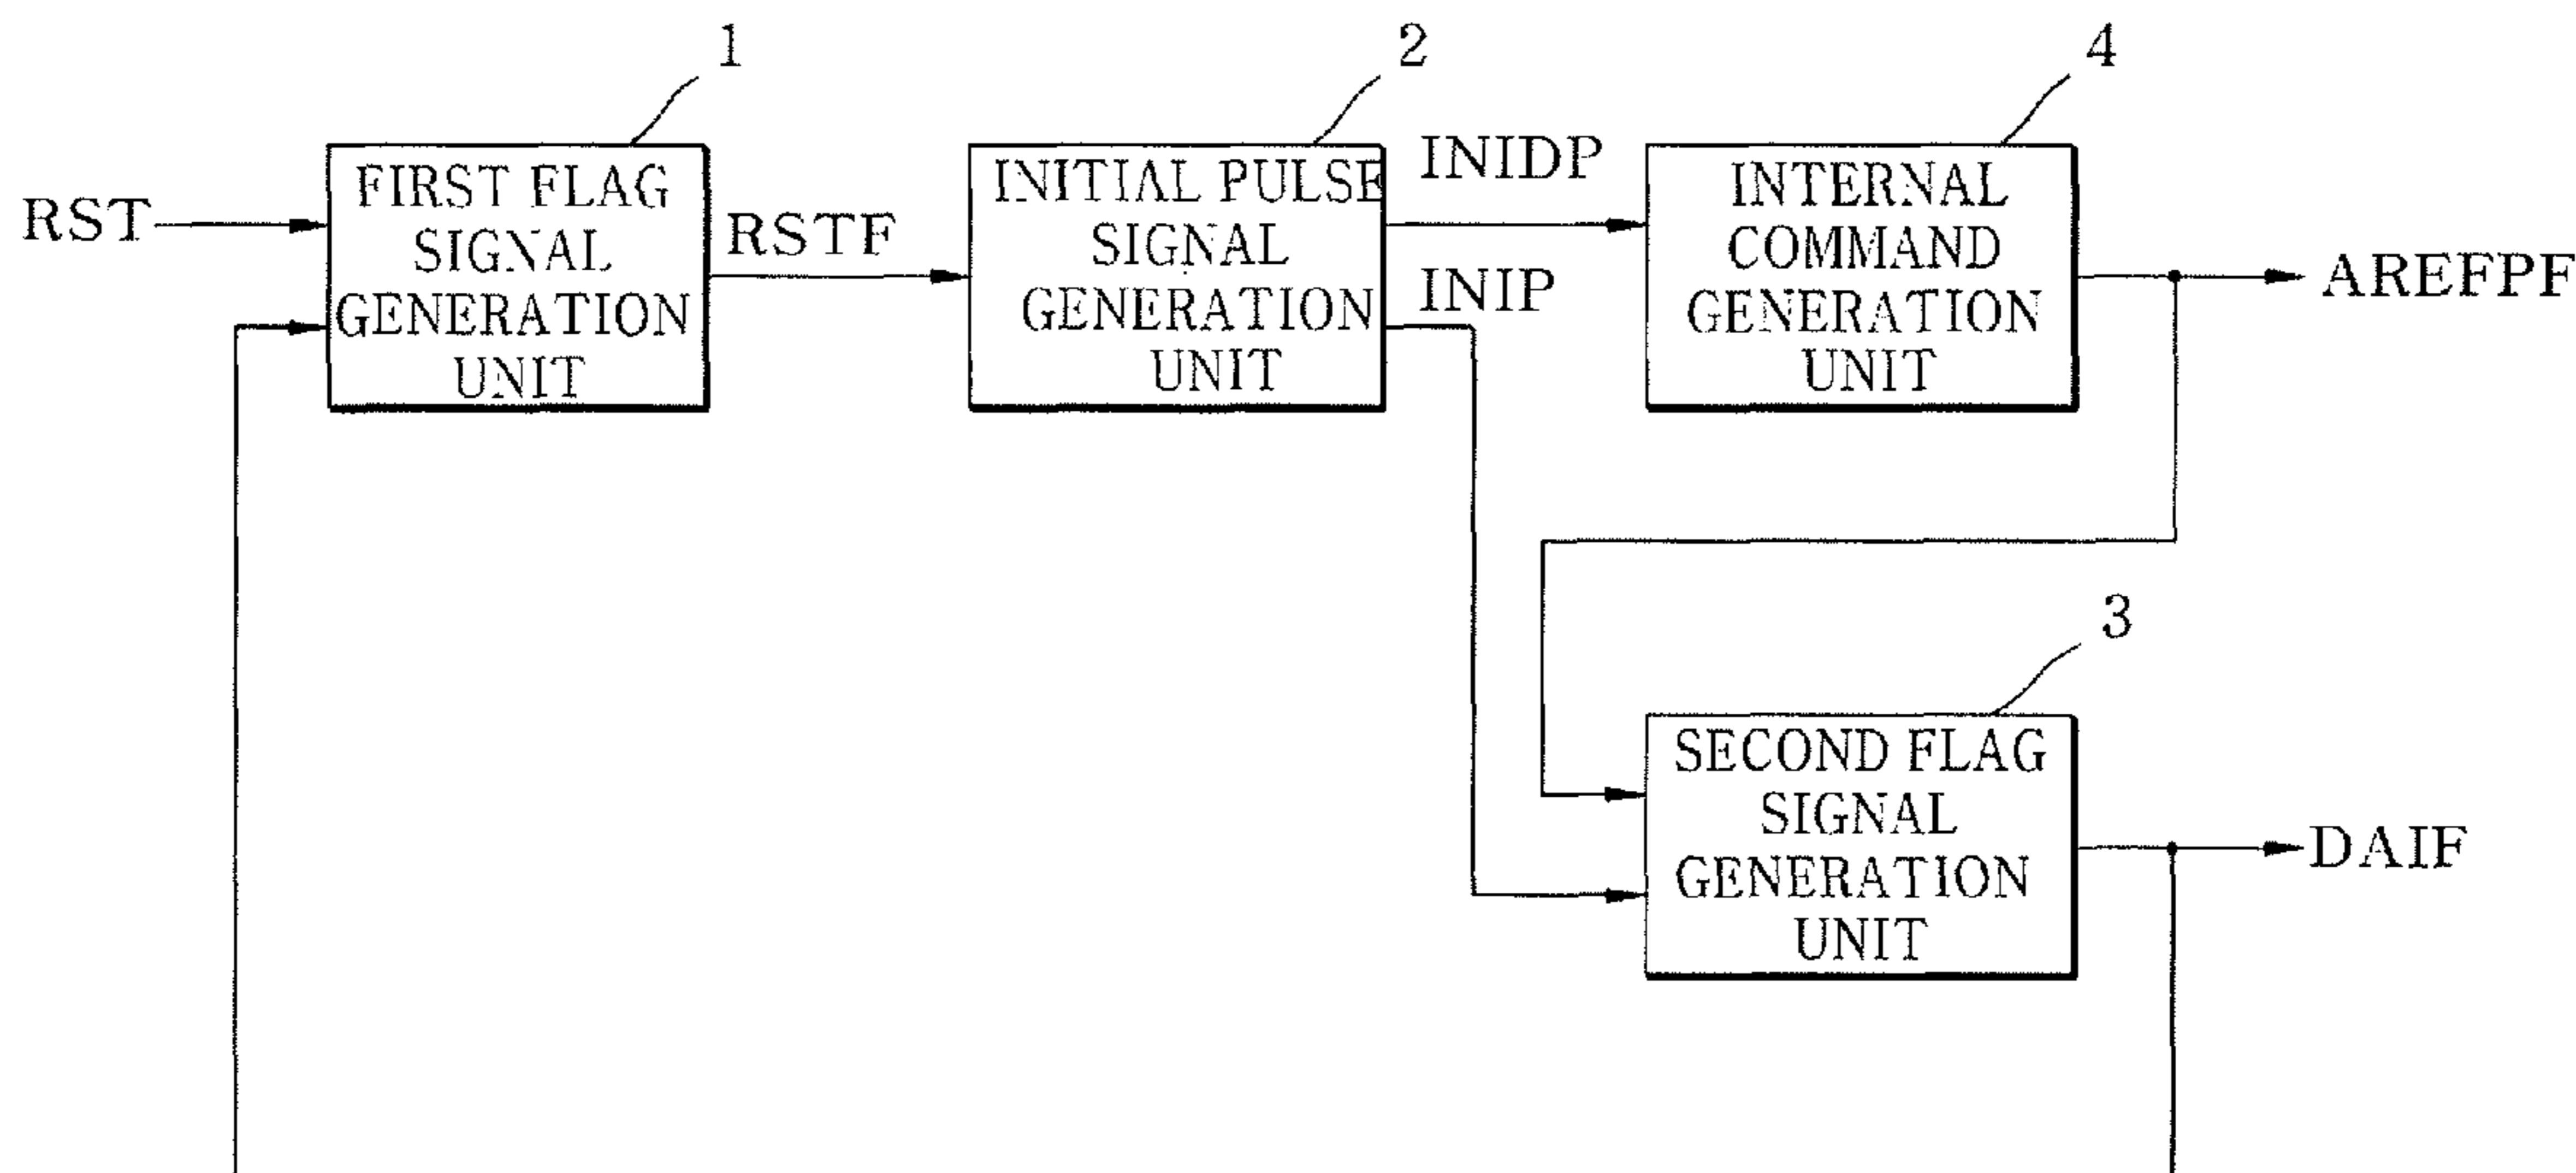 1
2
4
RST
FIRST FLAG
SIGNAL
GENERATION
UNIT
RSTF
INITIAL PULSE
SIGNAL
GENERATION
UNIT
INIDP
INIP
INTERNAL
COMMAND
GENERATION
UNIT
AREFPF
3
SECOND FLAG
SIGNAL
GENERATION
UNIT
DAIF